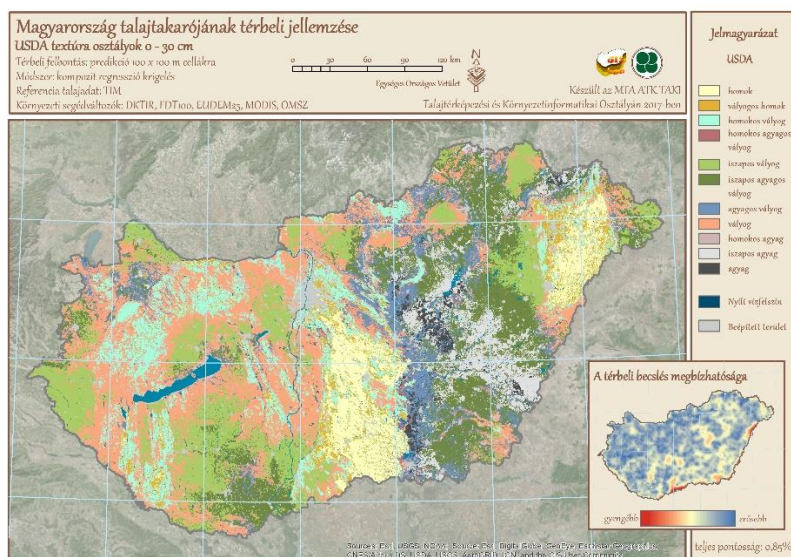 Magyarország talajtakarójának térbeli jellemzése
USDA textúra osztályok 0 - 30 cm
Térbeli felbontás: predikció 100 x 100 m cellákra
Módszer: kompozit regresszió krigelés
Referencia talajadat: TIM
Környezeti segédváltozók: DKTIR, FDT100, EUDEM25, MODIS, OMSZ
0 15 30 60 90 120 km
Egységes Országos Vetület
N
Készült az MTA ATK TAKI
Talajtérképezési és Környezetinformatikai Osztályán 2017-ben
Jelmagyarázat
USDA
homok
vályogos homok
homokos vályog
homokos agyagos
vályog
iszapos vályog
iszapos agyagos
vályog
agyagos vályog
vályog
homokos agyag
iszapos agyag
agyag
Nyílt vízfelszín
Beépített terület
A térbeli becslés megbízhatósága
gyengébb
erősebb
teljes pontosság: 0,85%